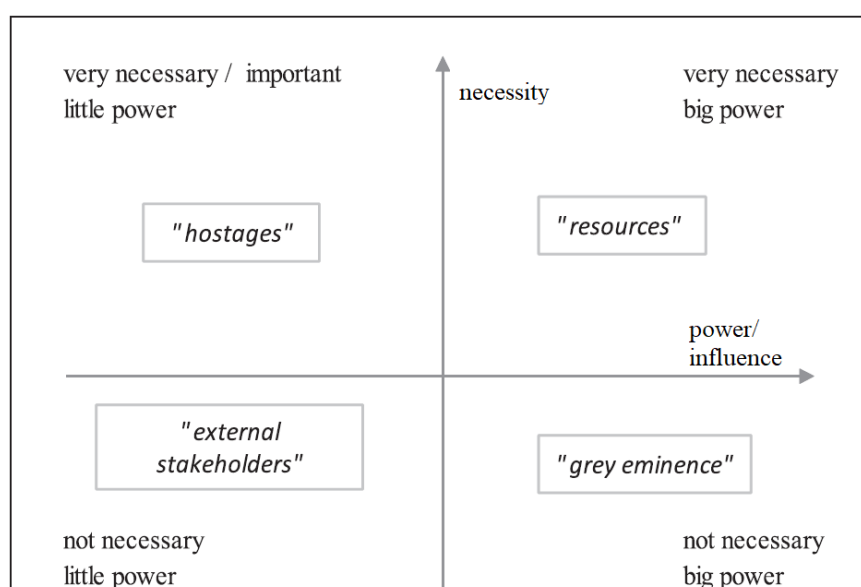 very necessary / important
little power
necessity
very necessary
big power
"hostages"
"resources"
power/
influence
"external
stakeholders"
"grey eminence"
not necessary
little power
not necessary
big power